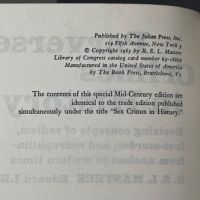 Published by The Julian Press, Inc.
119 Fifth Avenue, New York 3
© Copyright 1963 by R. E. L. Masters
Library of Congress catalog card number 63-18806
Manufactured in the United States of America
by The Book Press, Brattleboro, Vt.
The contents of this special Mid-Century edition are
identical to the trade edition published
simultaneously under the title "Sex Crimes in History."
Evolving concepts of sadism,
lust-murder, and necrophilia-
from ancient to modern times
R.E.L. MASTERS Eduard LE